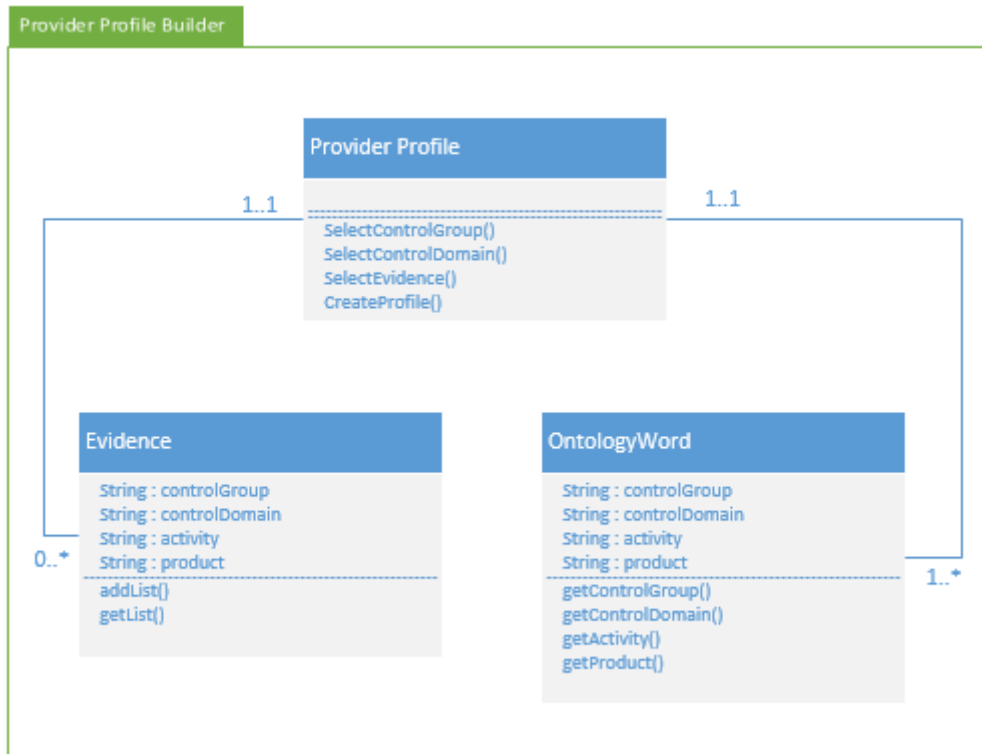 Provider Profile Builder
Provider Profile
1..1
1..1
SelectControlGroup()
SelectControlDomain()
SelectEvidence()
CreateProfile()
Evidence
String : controlGroup
String : controlDomain
String : activity
String : product
addList()
getList()
0..*
OntologyWord
String : controlGroup
String : controlDomain
String : activity
String : product
getControlGroup()
getControlDomain()
getActivity()
getProduct()
1..*